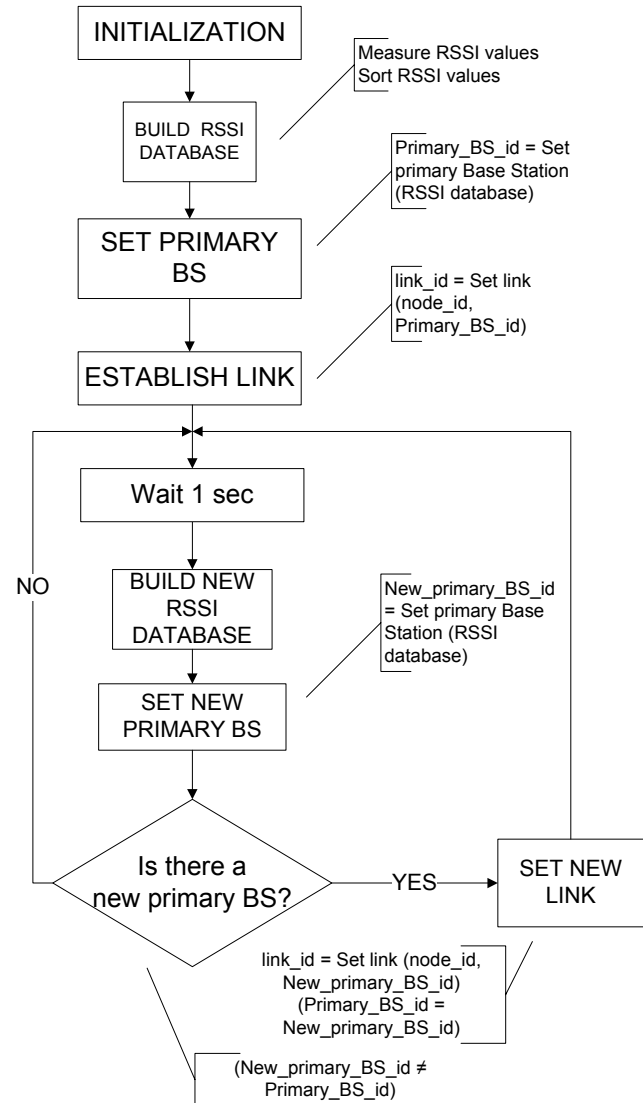 INITIALIZATION
Measure RSSI values
Sort RSSI values
BUILD RSSI
DATABASE
Primary_BS_id = Set
primary Base Station
(RSSI database)
SET PRIMARY
BS
link_id = Set link
(node_id,
Primary_BS_id)
ESTABLISH LINK
Wait 1 sec
NO
BUILD NEW
RSSI
DATABASE
New_primary_BS_id
= Set primary Base
Station (RSSI
database)
SET NEW
PRIMARY BS
Is there a
new primary BS?
YES
SET NEW
LINK
link_id = Set link (node_id,
New_primary_BS_id)
(Primary_BS_id =
New_primary_BS_id)
(New_primary_BS_id ≠
Primary_BS_id)